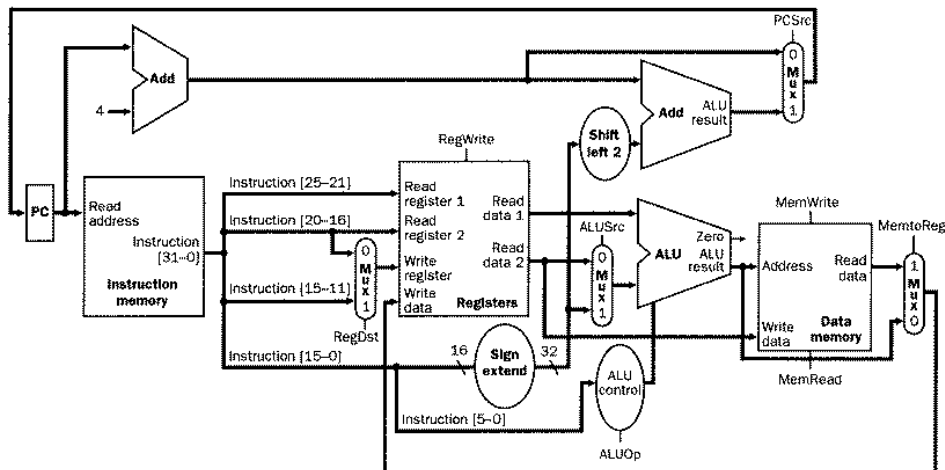 PCSrc
0
M
u
x
1
Add
4
Add
ALU
result
Shift
left 2
RegWrite
PC
Read
address
Instruction
[31–0]
Instruction
memory
Instruction [25–21]
Instruction [20–16]
Instruction [15–11]
Instruction [15–0]
Instruction [5–0]
0
M
u
x
1
RegDst
Read
register 1
Read
register 2
Write
register
Write
data
Read
data 1
Read
data 2
Registers
16
Sign
extend
32
ALUSrc
0
M
u
x
1
ALU
Zero
ALU
result
ALU
control
ALUOp
MemWrite
Address
Read
data
Write
data
Data
memory
MemRead
MemtoReg
1
M
u
x
0